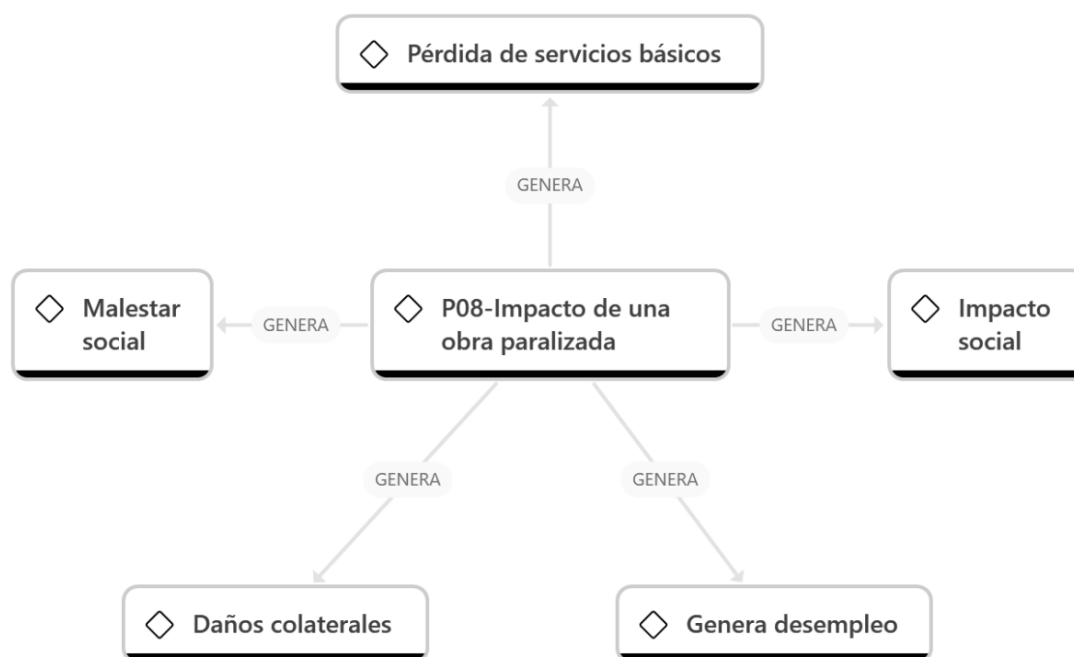 Pérdida de servicios básicos
GENERA
Malestar
social
GENERA
P08-Impacto de una
obra paralizada
GENERA
Impacto
social
GENERA
GENERA
Daños colaterales
Genera desempleo